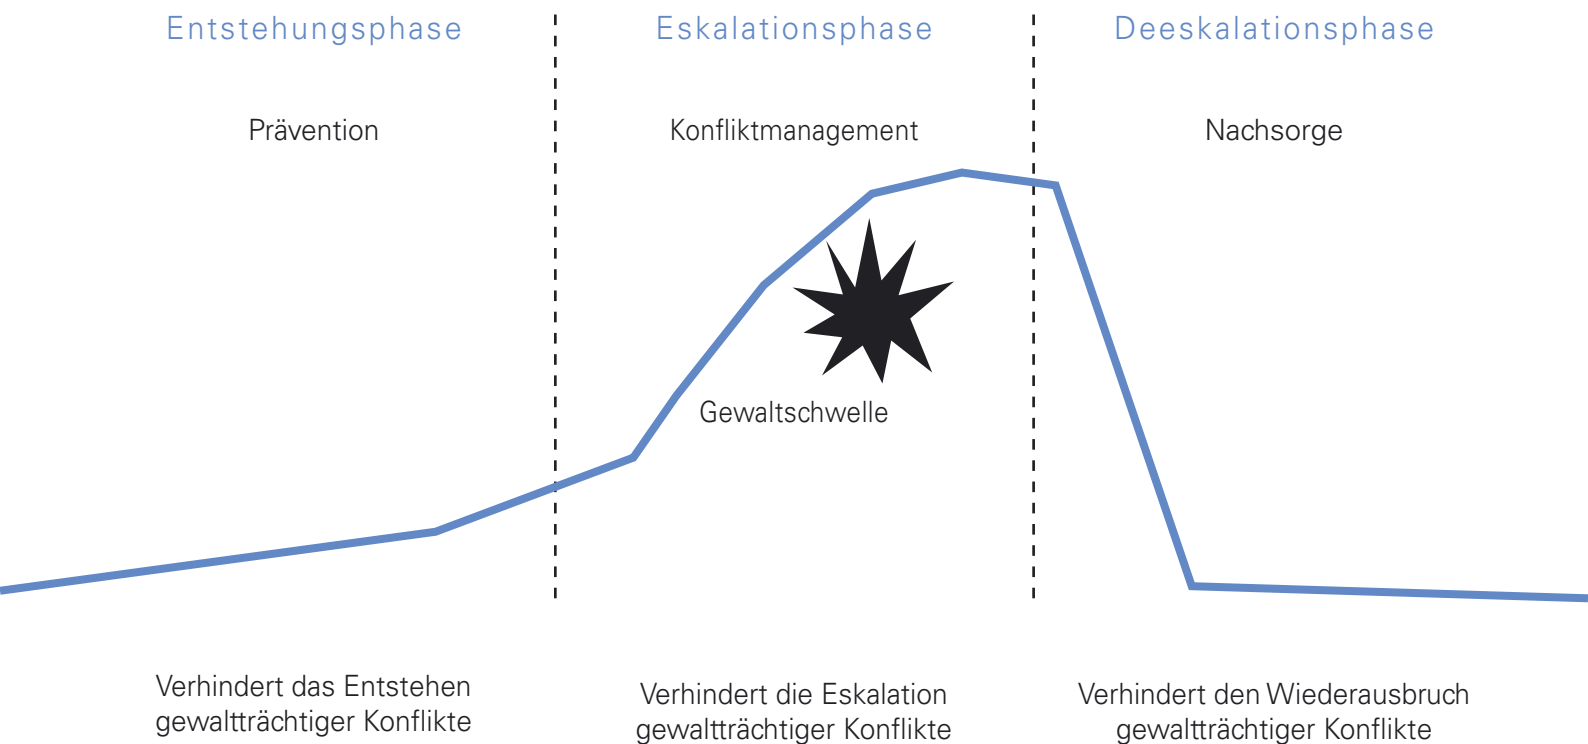 Entstehungsphase
Eskalationsphase
Deeskalationsphase
Prävention
Konfliktmanagement
Nachsorge
Gewaltschwelle
Verhindert das Entstehen
gewaltträchtiger Konflikte
Verhindert die Eskalation
gewaltträchtiger Konflikte
Verhindert den Wiederausbruch
gewaltträchtiger Konflikte